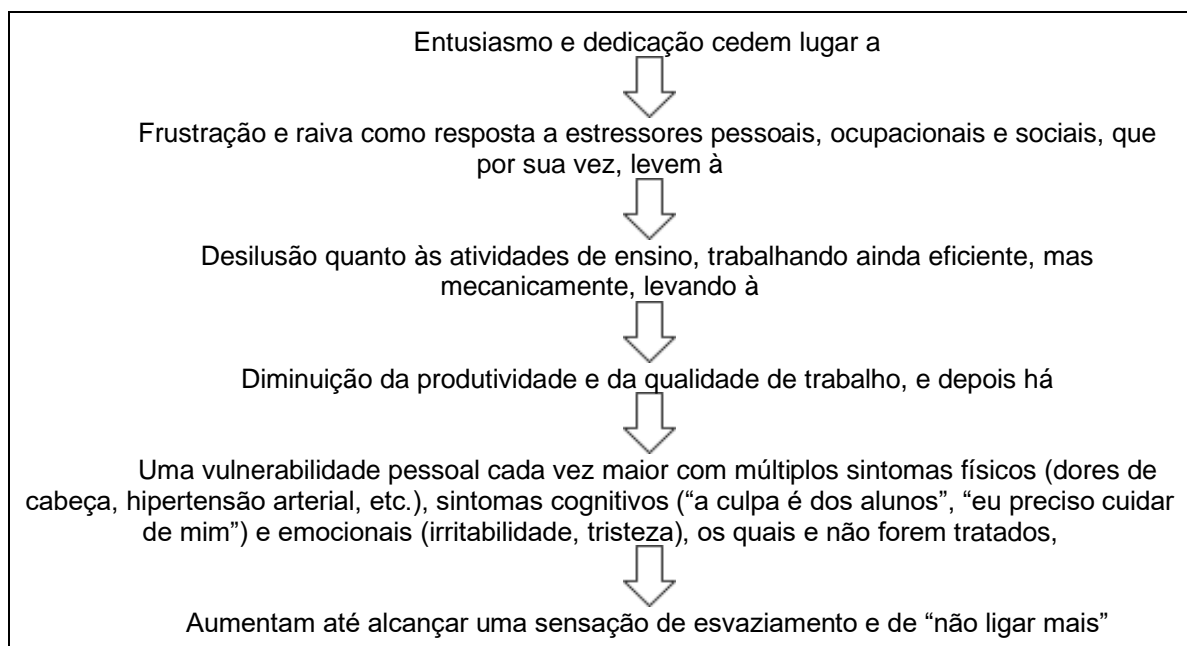 Entusiasmo e dedicação cedem lugar a
Frustração e raiva como resposta a estressores pessoais, ocupacionais e sociais, que
por sua vez, levem à
Desilusão quanto às atividades de ensino, trabalhando ainda eficiente, mas
mecanicamente, levando à
Diminuição da produtividade e da qualidade de trabalho, e depois há
Uma vulnerabilidade pessoal cada vez maior com múltiplos sintomas físicos (dores de
cabeça, hipertensão arterial, etc.), sintomas cognitivos (“a culpa é dos alunos”, “eu preciso cuidar
de mim”) e emocionais (irritabilidade, tristeza), os quais e não forem tratados,
Aumentam até alcançar uma sensação de esvaziamento e de “não ligar mais”